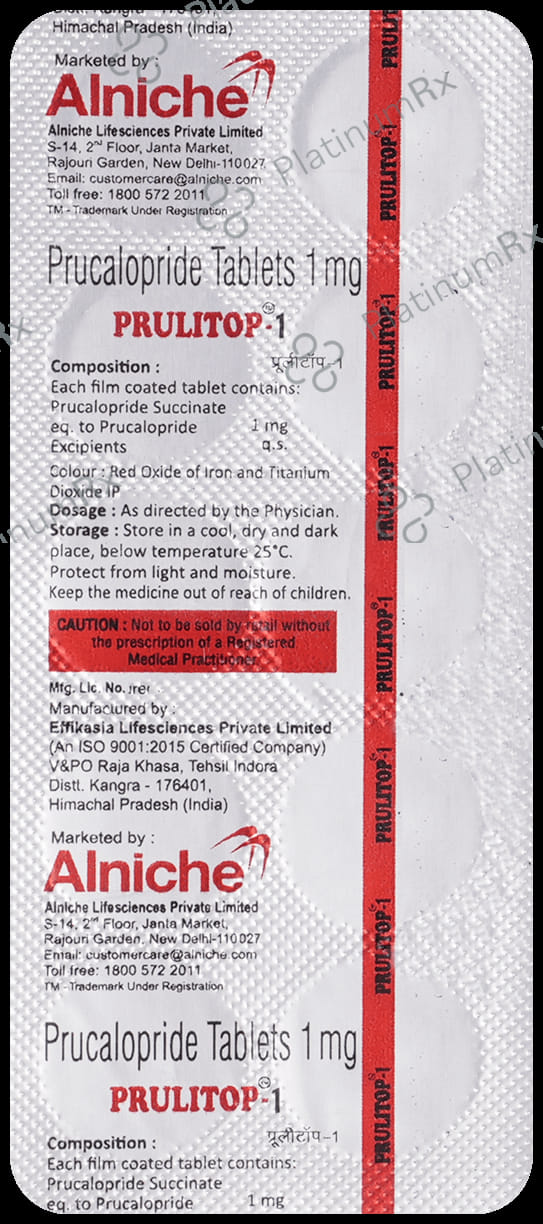 Himachal Pradesh (India)
Marketed by :
Alniche
Alniche Lifesciences Private Limited
S-14, 2nd Floor, Janta Market,
Rajouri Garden, New Delhi-110027
Email: customercare@alniche.com
Toll free: 1800 572 2011
TM - Trademark Under Registration
Prucalopride Tablets 1 mg
PRULITOP-1
प्रूलीटॉप-1
Composition :
Each film coated tablet contains:
Prucalopride Succinate
eq. to Prucalopride 1 mg
Excipients q.s.
Colour : Red Oxide of Iron and Titanium
Dioxide IP
Dosage : As directed by the Physician.
Storage : Store in a cool, dry and dark
place, below temperature 25°C.
Protect from light and moisture.
Keep the medicine out of reach of children.
CAUTION : Not to be sold by retail without
the prescription of a Registered
Medical Practitioner
Mfg. Lic. No.
Manufactured by :
Effikasia Lifesciences Private Limited
(An ISO 9001:2015 Certified Company)
V&PO Raja Khasa, Tehsil Indora
Distt. Kangra - 176401,
Himachal Pradesh (India)
Marketed by :
Alniche
Alniche Lifesciences Private Limited
S-14, 2nd Floor, Janta Market,
Rajouri Garden, New Delhi-110027
Email: customercare@alniche.com
Toll free: 1800 572 2011
TM - Trademark Under Registration
Prucalopride Tablets 1 mg
PRULITOP-1
प्रूलीटॉप-1
Composition :
Each film coated tablet contains:
Prucalopride Succinate
eq. to Prucalopride 1 mg
PRULITOP-1
PRULITOP-1
PRULITOP-1
PRULITOP-1
PRULITOP-1
PRULITOP-1
PRULITOP-1
PlatinumRx
PlatinumRx